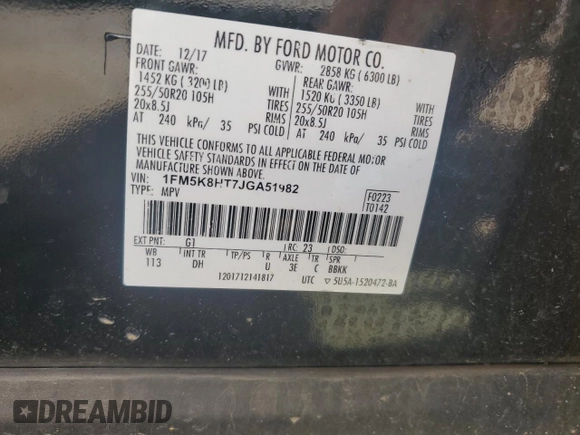 MFD. BY FORD MOTOR CO.
DATE: 12/17 GVWR: 2858 KG ( 6300 LB)
FRONT GAWR: REAR GAWR:
1452 KG ( 3200 LB) WITH 1520 KG ( 3350 LB) WITH
255/50R20 105H TIRES 255/50R20 105H TIRES
20x8.5J RIMS 20x8.5J RIMS
AT 240 kPa/ 35 PSI COLD AT 240 kPa/ 35 PSI COLD
THIS VEHICLE CONFORMS TO ALL APPLICABLE FEDERAL MOTOR
VEHICLE SAFETY STANDARDS IN EFFECT ON THE DATE OF
MANUFACTURE SHOWN ABOVE.
VIN: 1FM5K8HT7JGA51982
TYPE: MPV
F0223
T0142
EXT PNT: G1 RC: 23 DSO:
WB INT TR TP/PS R AXLE TR SPR
113 DH U 3E C BBKK
1201712141817 UTC ▽ 5U5A-1520472-BA
DREAMBID